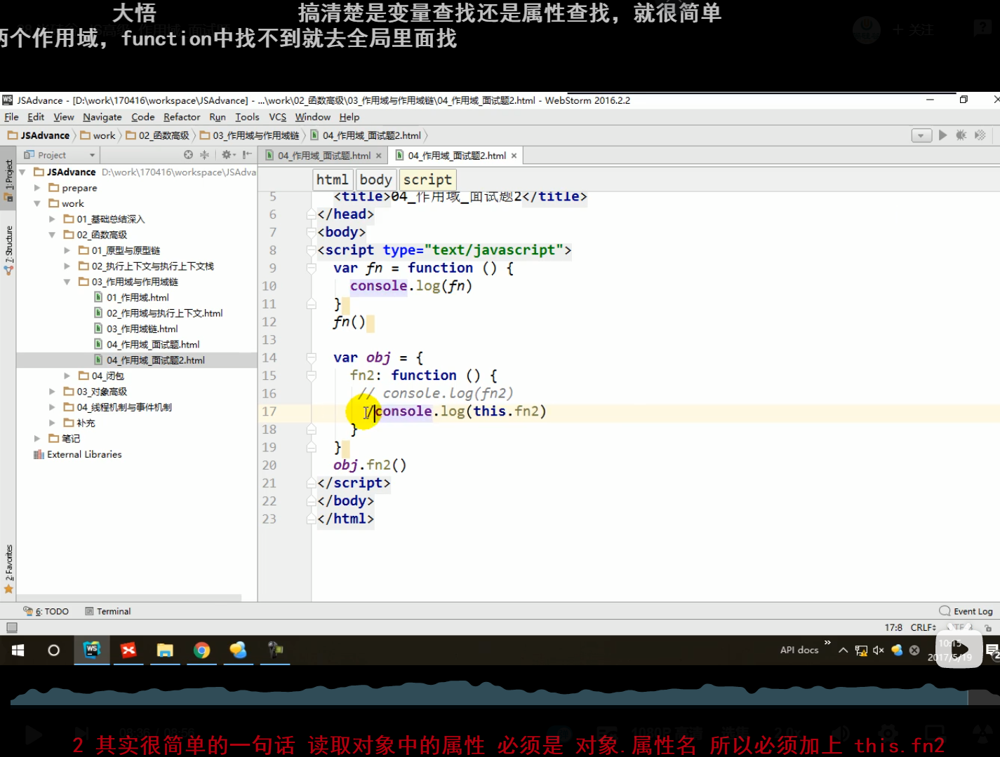 大悟 搞清楚是变量查找还是属性查找，就很简单
两个作用域，function中找不到就去全局里面找
+ 关注
JSAdvance - [D:\work\170416\workspace\JSAdvance] - ...\work\02_函数高级\03_作用域与作用域链\04_作用域_面试题2.html - WebStorm 2016.2.2
File Edit View Navigate Code Refactor Run Tools VCS Window Help
JSAdvance work 02_函数高级 03_作用域与作用域链 04_作用域_面试题2.html
Project 04_作用域_面试题.html 04_作用域_面试题2.html
1: Project
7: Structure
2: Favorites
JSAdvance D:\work\170416\workspace\JSAdva
prepare
work
01_基础总结深入
02_函数高级
01_原型与原型链
02_执行上下文与执行上下文栈
03_作用域与作用域链
01_作用域.html
02_作用域与执行上下文.html
03_作用域链.html
04_作用域_面试题.html
04_作用域_面试题2.html
04_闭包
03_对象高级
04_线程机制与事件机制
补充
笔记
External Libraries
html body script
5 <title>04_作用域_面试题2</title>
6 </head>
7 <body>
8 <script type="text/javascript">
9 var fn = function () {
10 console.log(fn)
11 }
12 fn()
13
14 var obj = {
15 fn2: function () {
16 // console.log(fn2)
17 /console.log(this.fn2)
18 }
19 }
20 obj.fn2()
21 </script>
22 </body>
23 </html>
6: TODO Terminal Event Log
17:8 CRLF
API docs
10:15
2017/5/19
2 其实很简单的一句话 读取对象中的属性 必须是 对象.属性名 所以必须加上 this.fn2